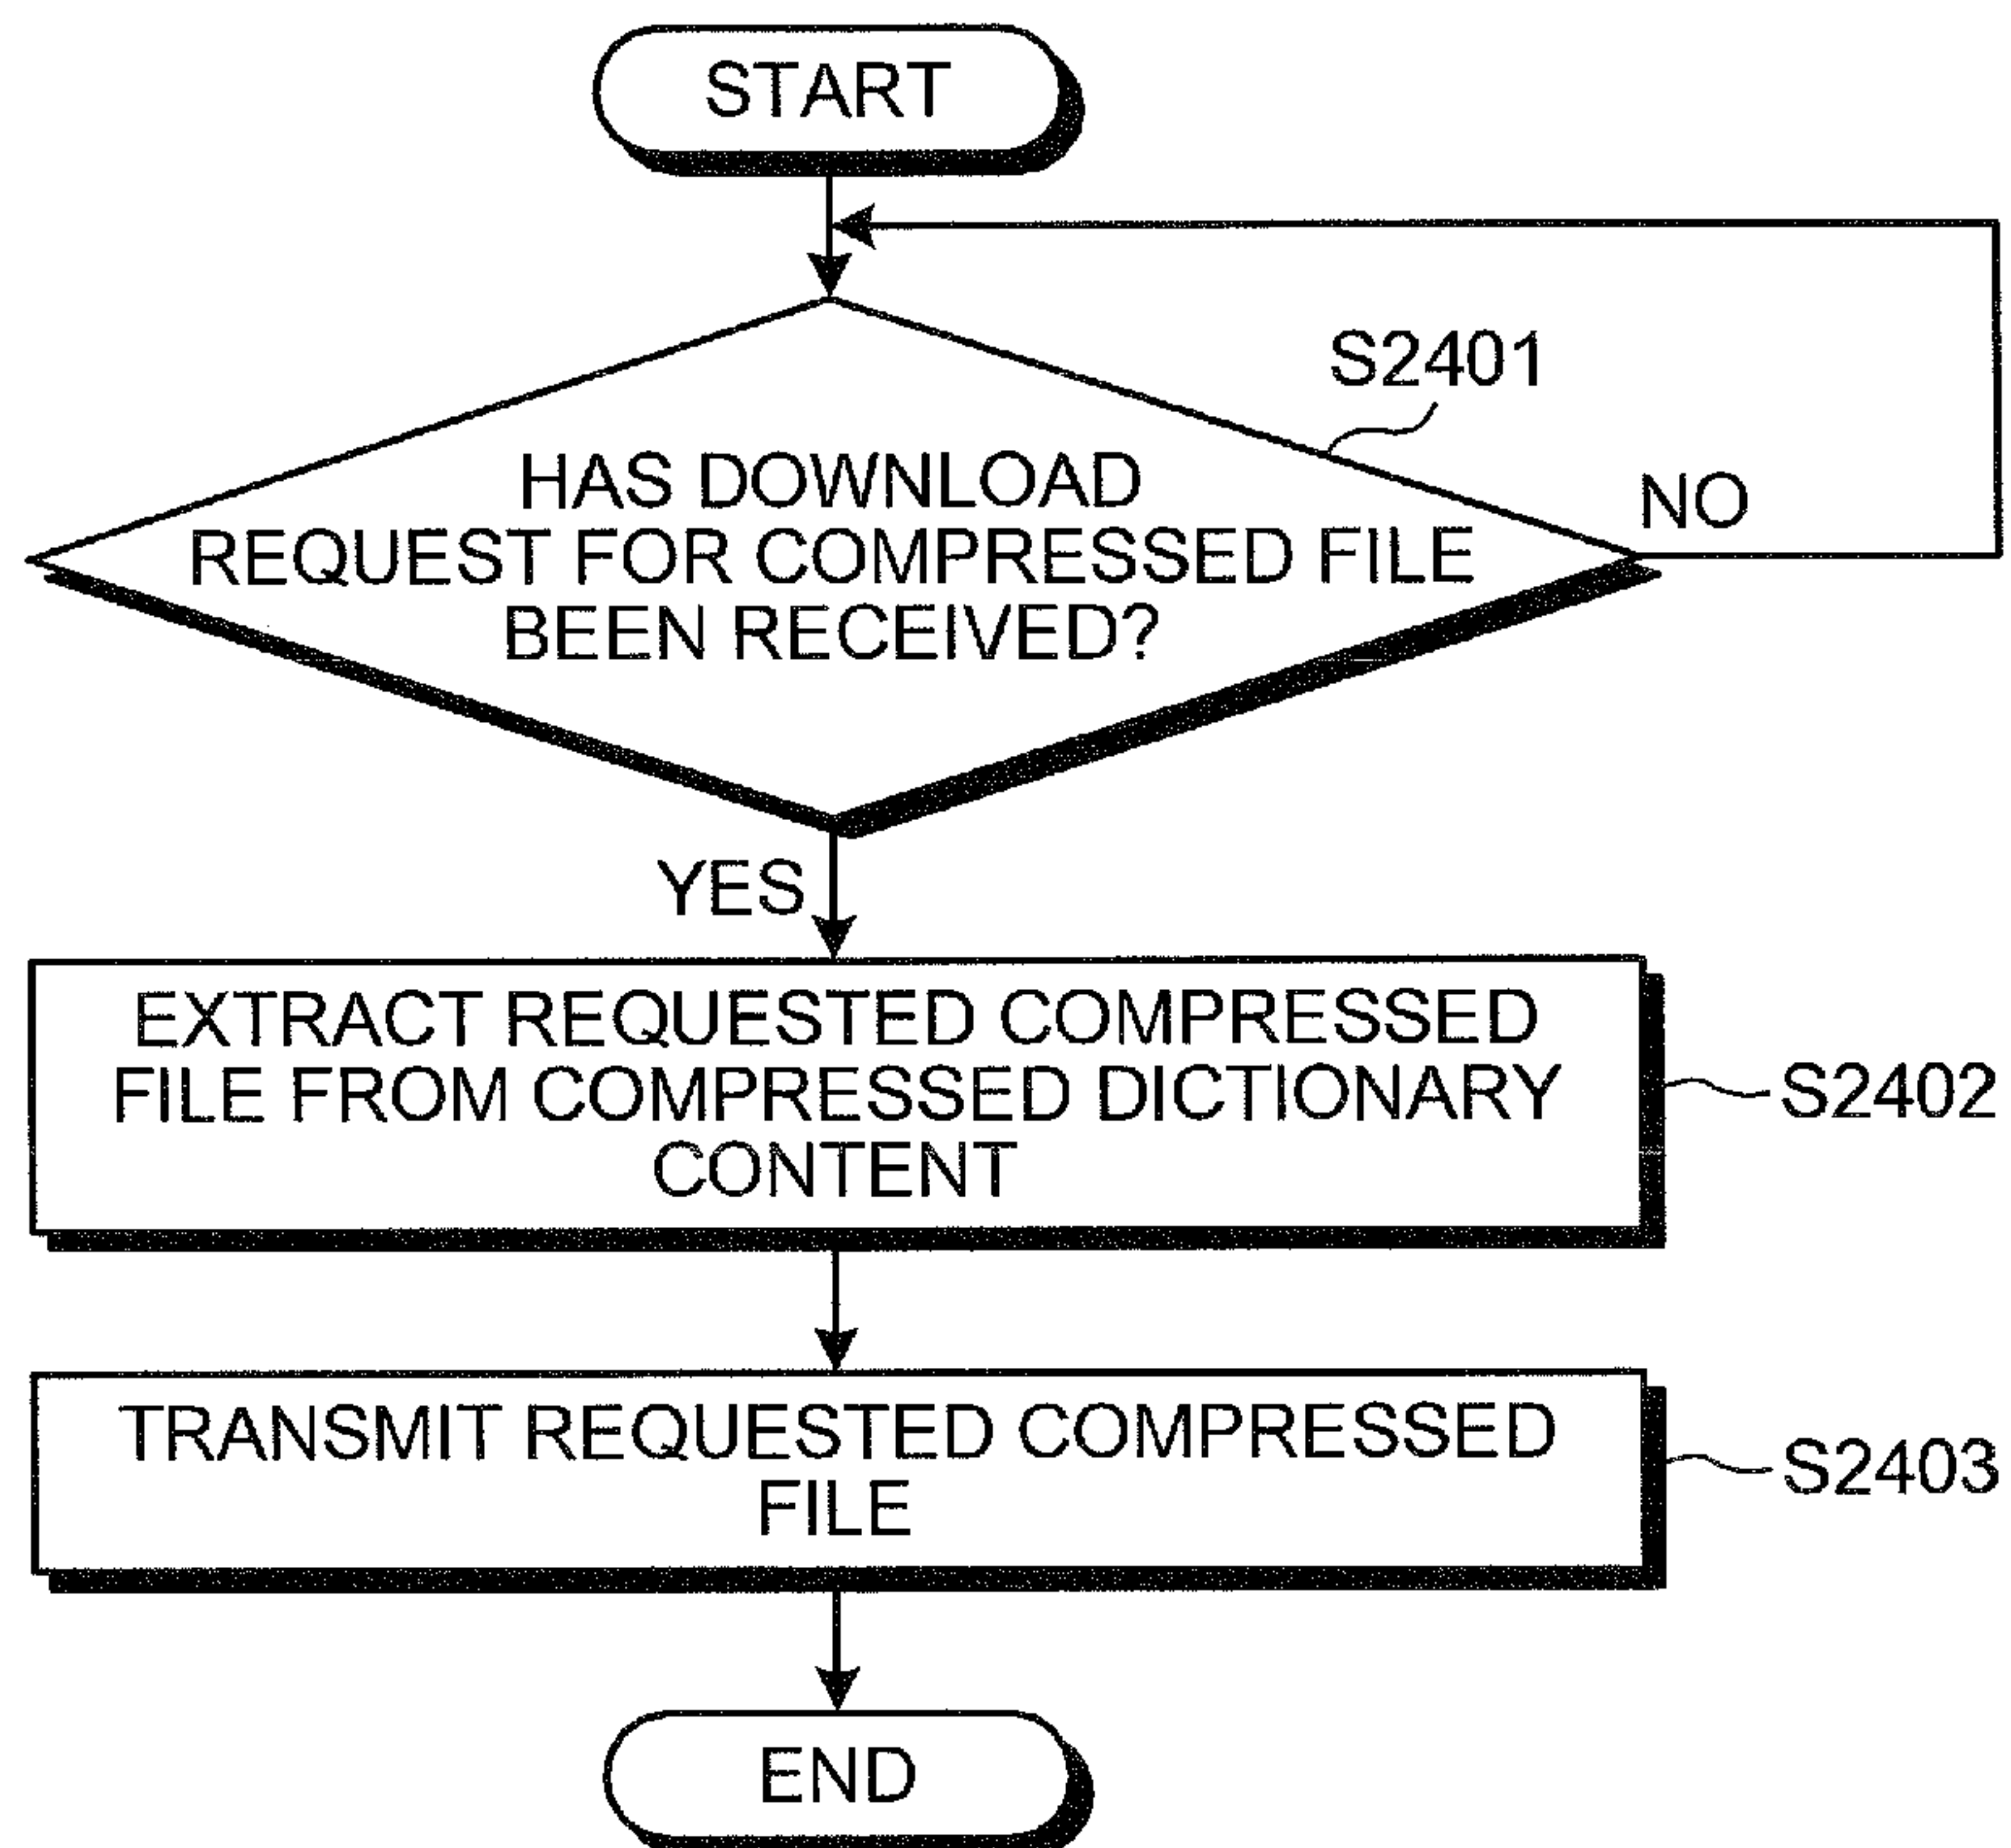 START
S2401
HAS DOWNLOAD
REQUEST FOR COMPRESSED FILE
BEEN RECEIVED?
NO
YES
EXTRACT REQUESTED COMPRESSED
FILE FROM COMPRESSED DICTIONARY
CONTENT
S2402
TRANSMIT REQUESTED COMPRESSED
FILE
S2403
END